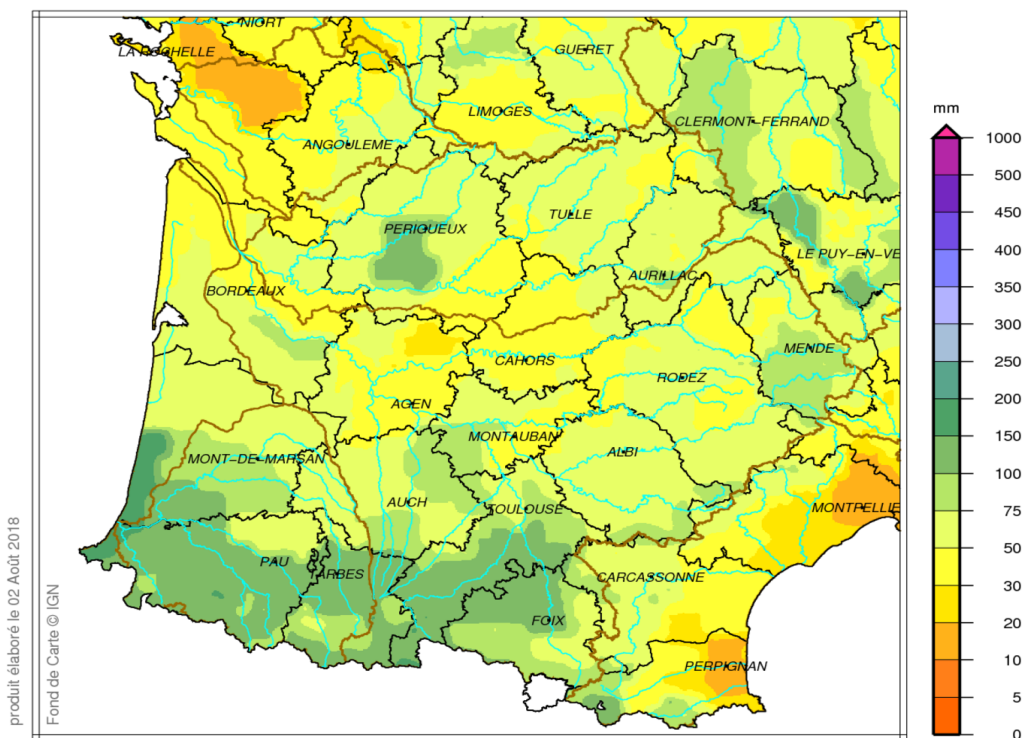 NIORT
LA ROCHELLE
GUERET
LIMOGES
CLERMONT-FERRAND
ANGOULEME
TULLE
PERIGUEUX
LE PUY-EN-VE
AURILLAC
BORDEAUX
MENDE
CAHORS
RODEZ
AGEN
MONTAUBAN
ALBI
MONT-DE-MARSAN
AUCH
TOULOUSE
MONTPELLIE
PAU
TARBES
CARCASSONNE
FOIX
PERPIGNAN
mm
1000
500
450
400
350
300
250
200
150
100
75
50
30
20
10
5
0
produit élaboré le 02 Août 2018
Fond de Carte © IGN